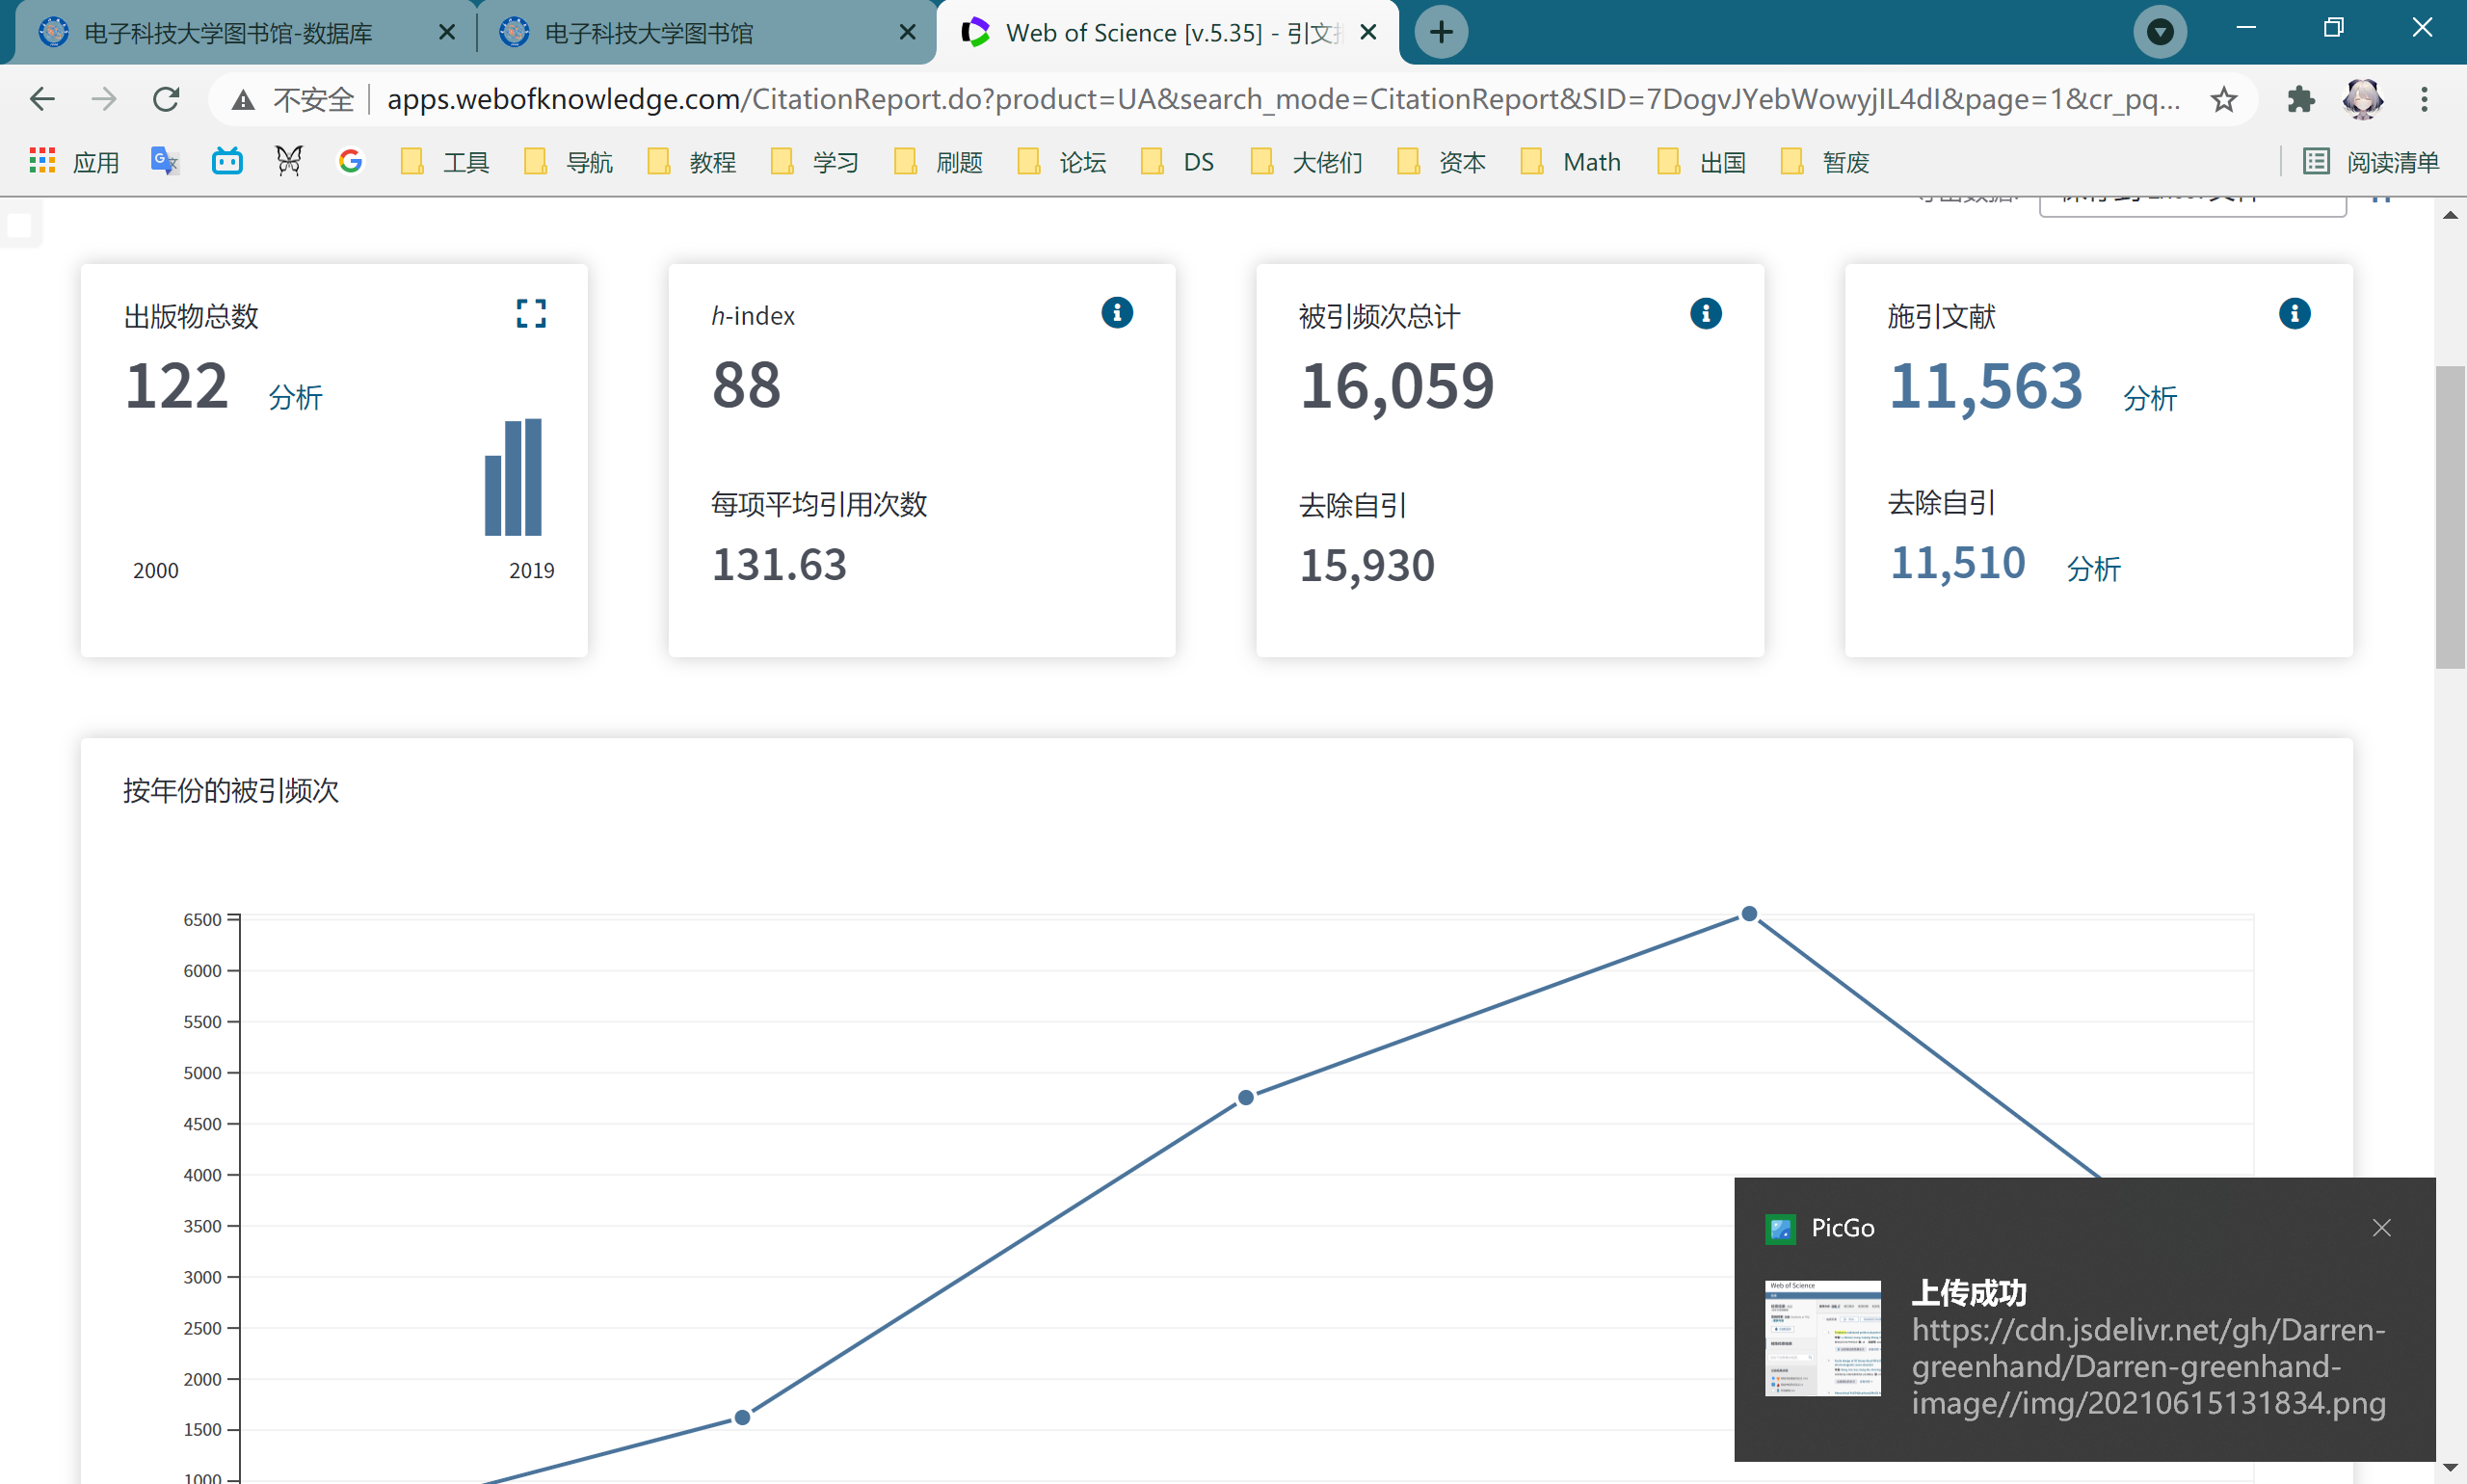 电子科技大学图书馆-数据库
电子科技大学图书馆
Web of Science [v.5.35] - 引文
不安全
apps.webofknowledge.com/CitationReport.do?product=UA&search_mode=CitationReport&SID=7DogvJYebWowyjIL4dI&page=1&cr_pq...
应用
工具
导航
教程
学习
刷题
论坛
DS
大佬们
资本
Math
出国
暂废
阅读清单
出版物总数
122 分析
2000
2019
h-index
88
每项平均引用次数
131.63
被引频次总计
16,059
去除自引
15,930
施引文献
11,563 分析
去除自引
11,510 分析
按年份的被引频次
6500
6000
5500
5000
4500
4000
3500
3000
2500
2000
1500
1000
PicGo
Web of Science
上传成功
https://cdn.jsdelivr.net/gh/Darren-
greenhand/Darren-greenhand-
image//img/20210615131834.png